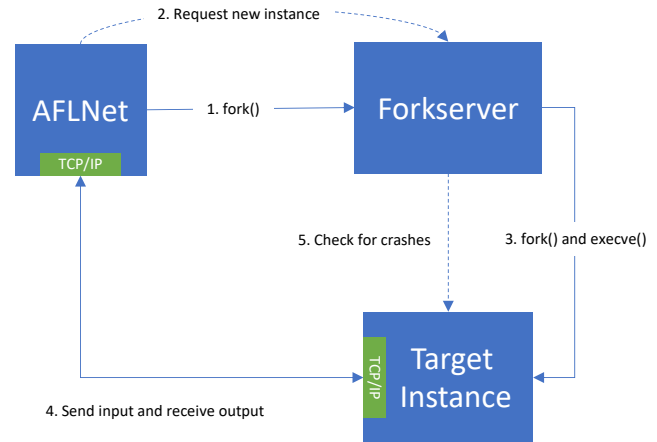 2. Request new instance
AFLNet
TCP/IP
1. fork()
Forkserver
5. Check for crashes
3. fork() and execve()
TCP/IP
Target
Instance
4. Send input and receive output